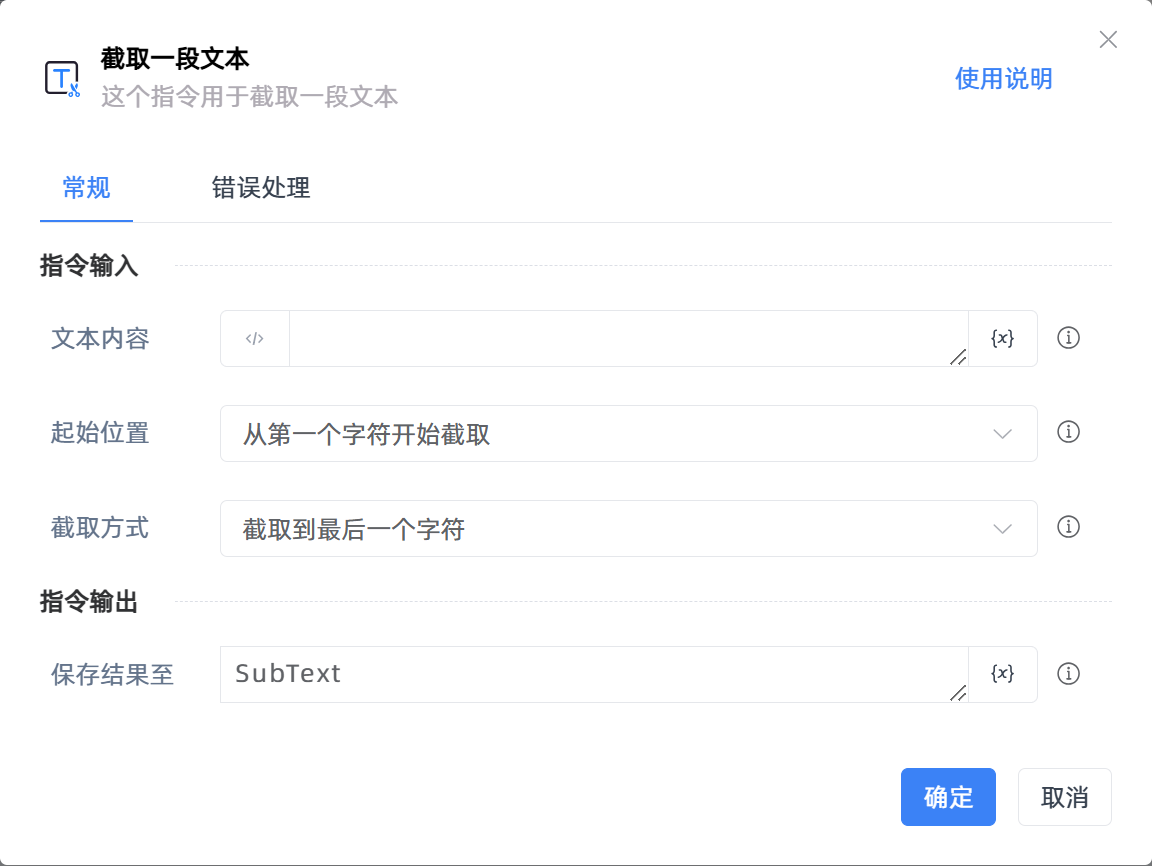 截取一段文本
这个指令用于截取一段文本
使用说明
常规 错误处理
指令输入
文本内容 </> {x}
起始位置 从第一个字符开始截取
截取方式 截取到最后一个字符
指令输出
保存结果至 SubText {x}
确定 取消